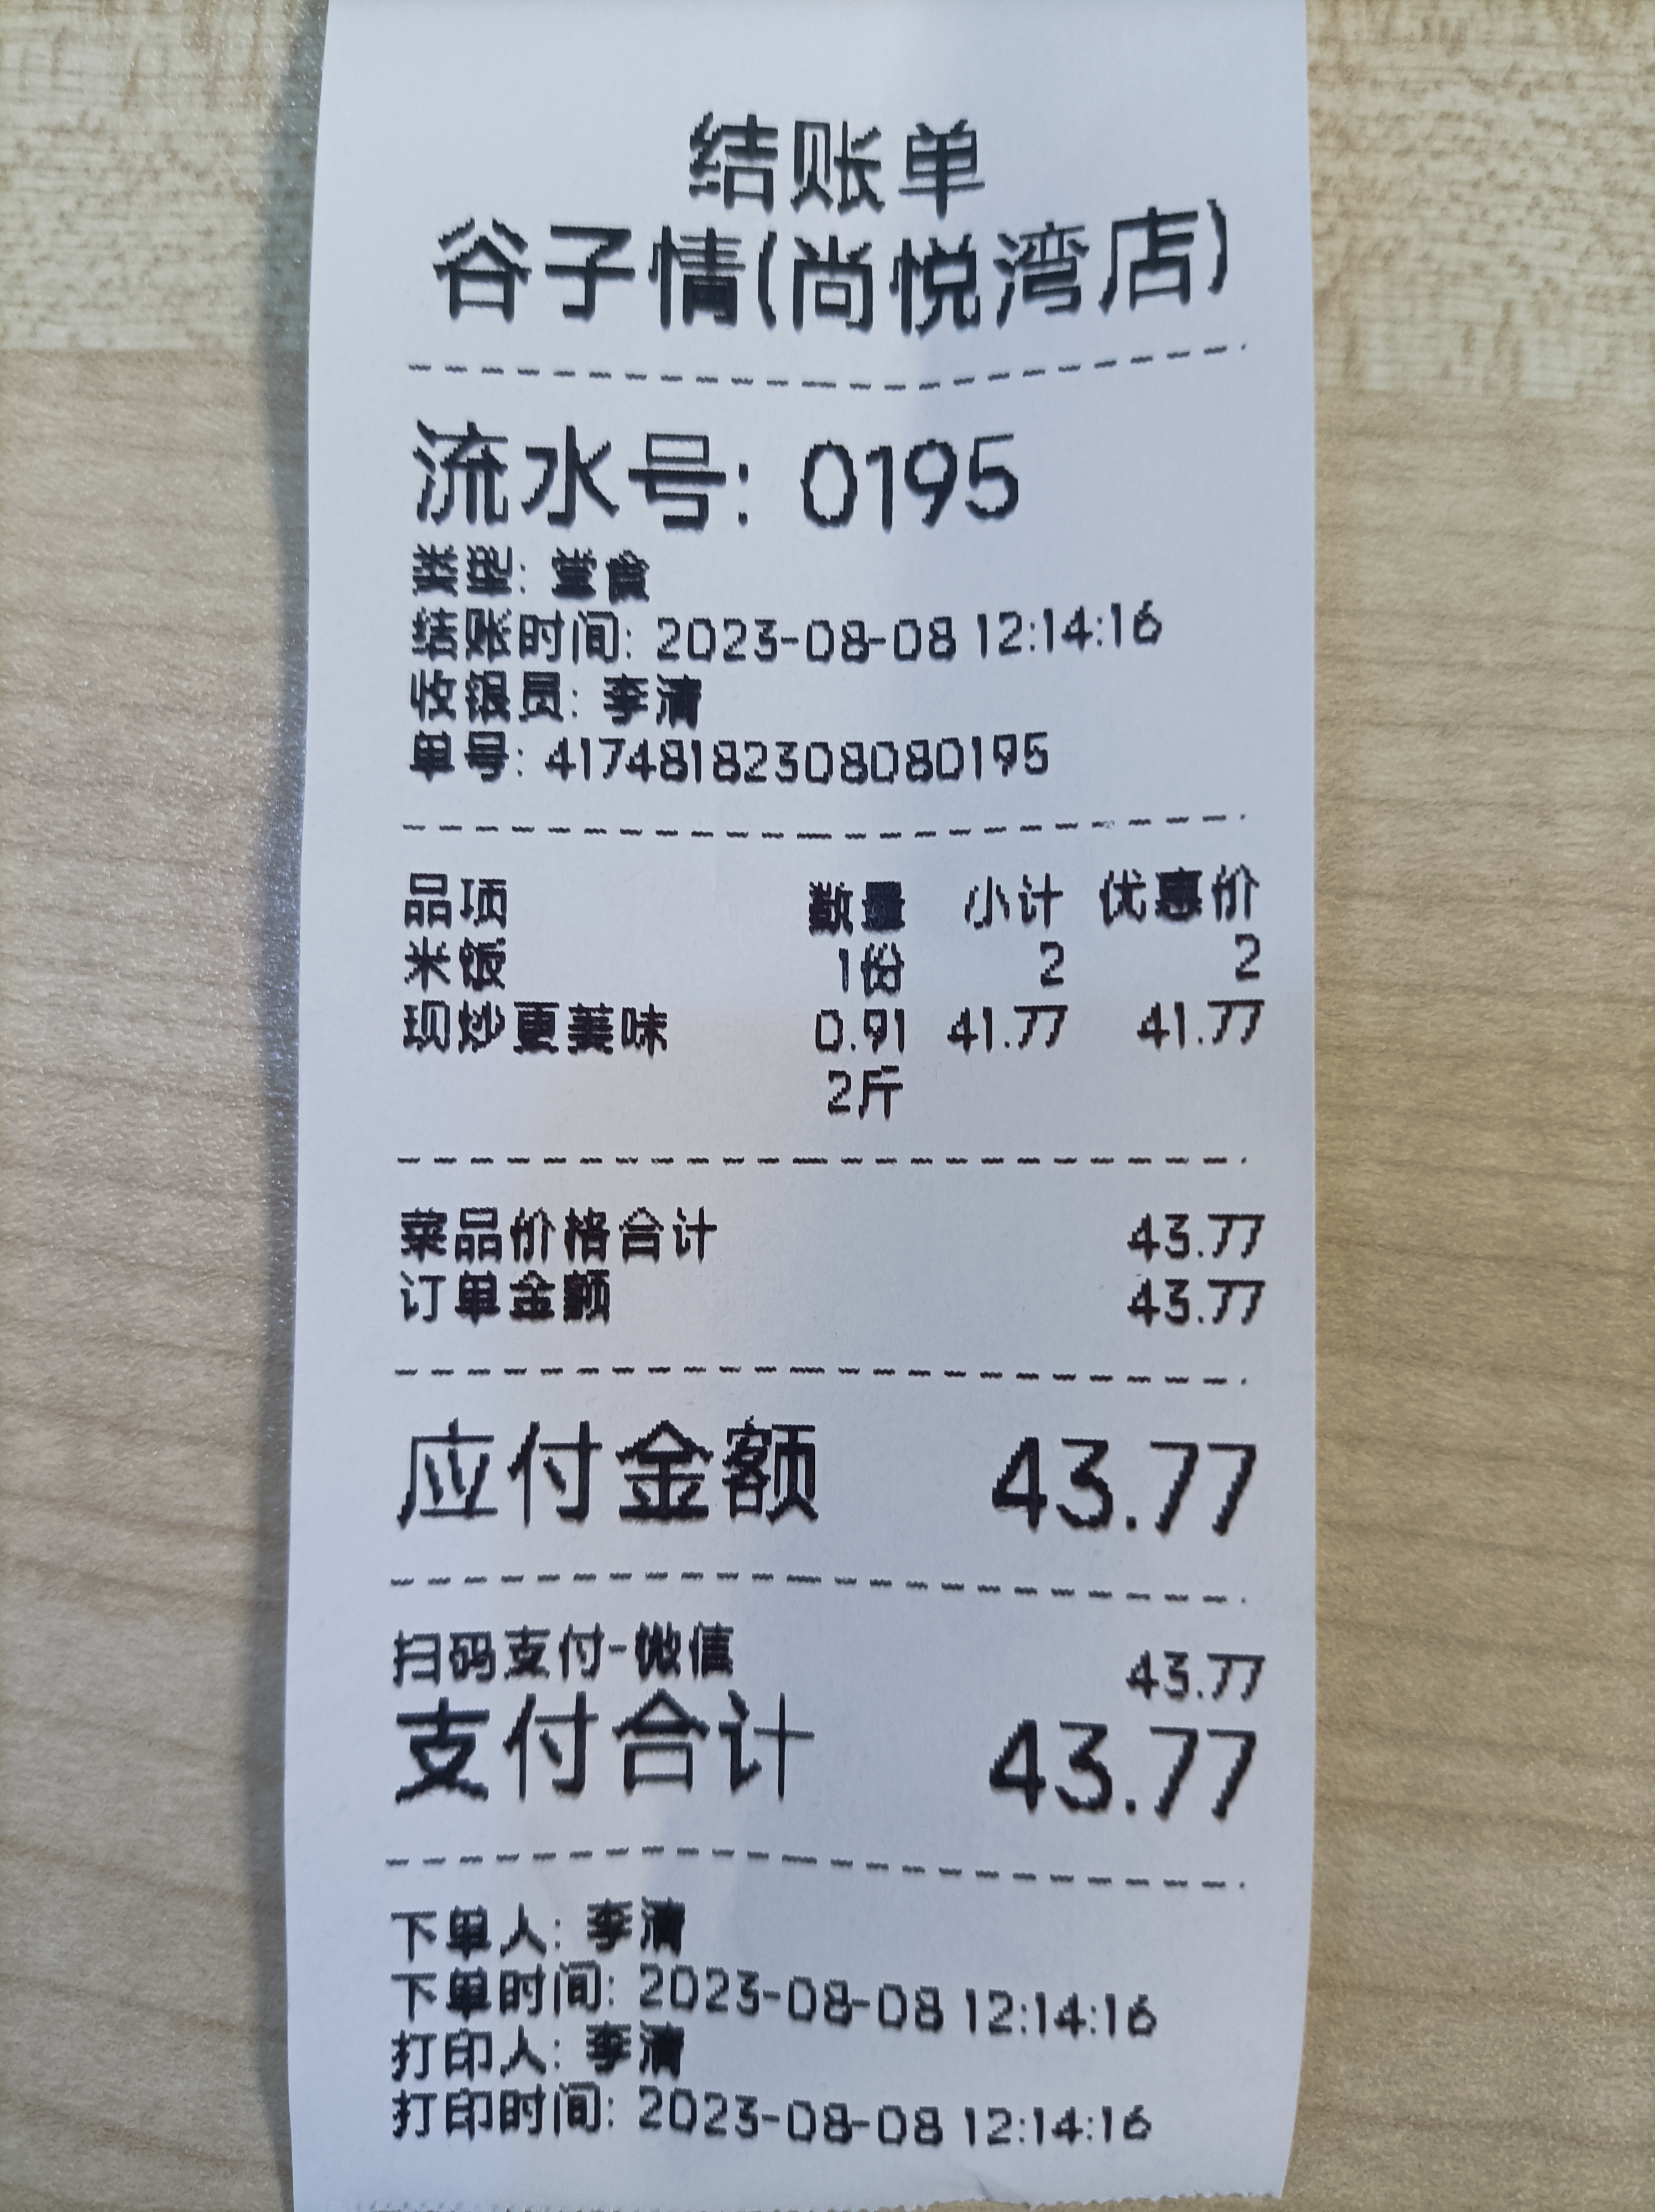 结账单
谷子情(尚悦湾店)
流水号: 0195
类型: 堂食
结账时间: 2023-08-08 12:14:16
收银员: 李清
单号: 41748182308080195
品项 数量 小计 优惠价
米饭 1份 2 2
现炒更美味 0.91 41.77 41.77
2斤
菜品价格合计 43.77
订单金额 43.77
应付金额 43.77
扫码支付-微信 43.77
支付合计 43.77
下单人: 李清
下单时间: 2023-08-08 12:14:16
打印人: 李清
打印时间: 2023-08-08 12:14:16